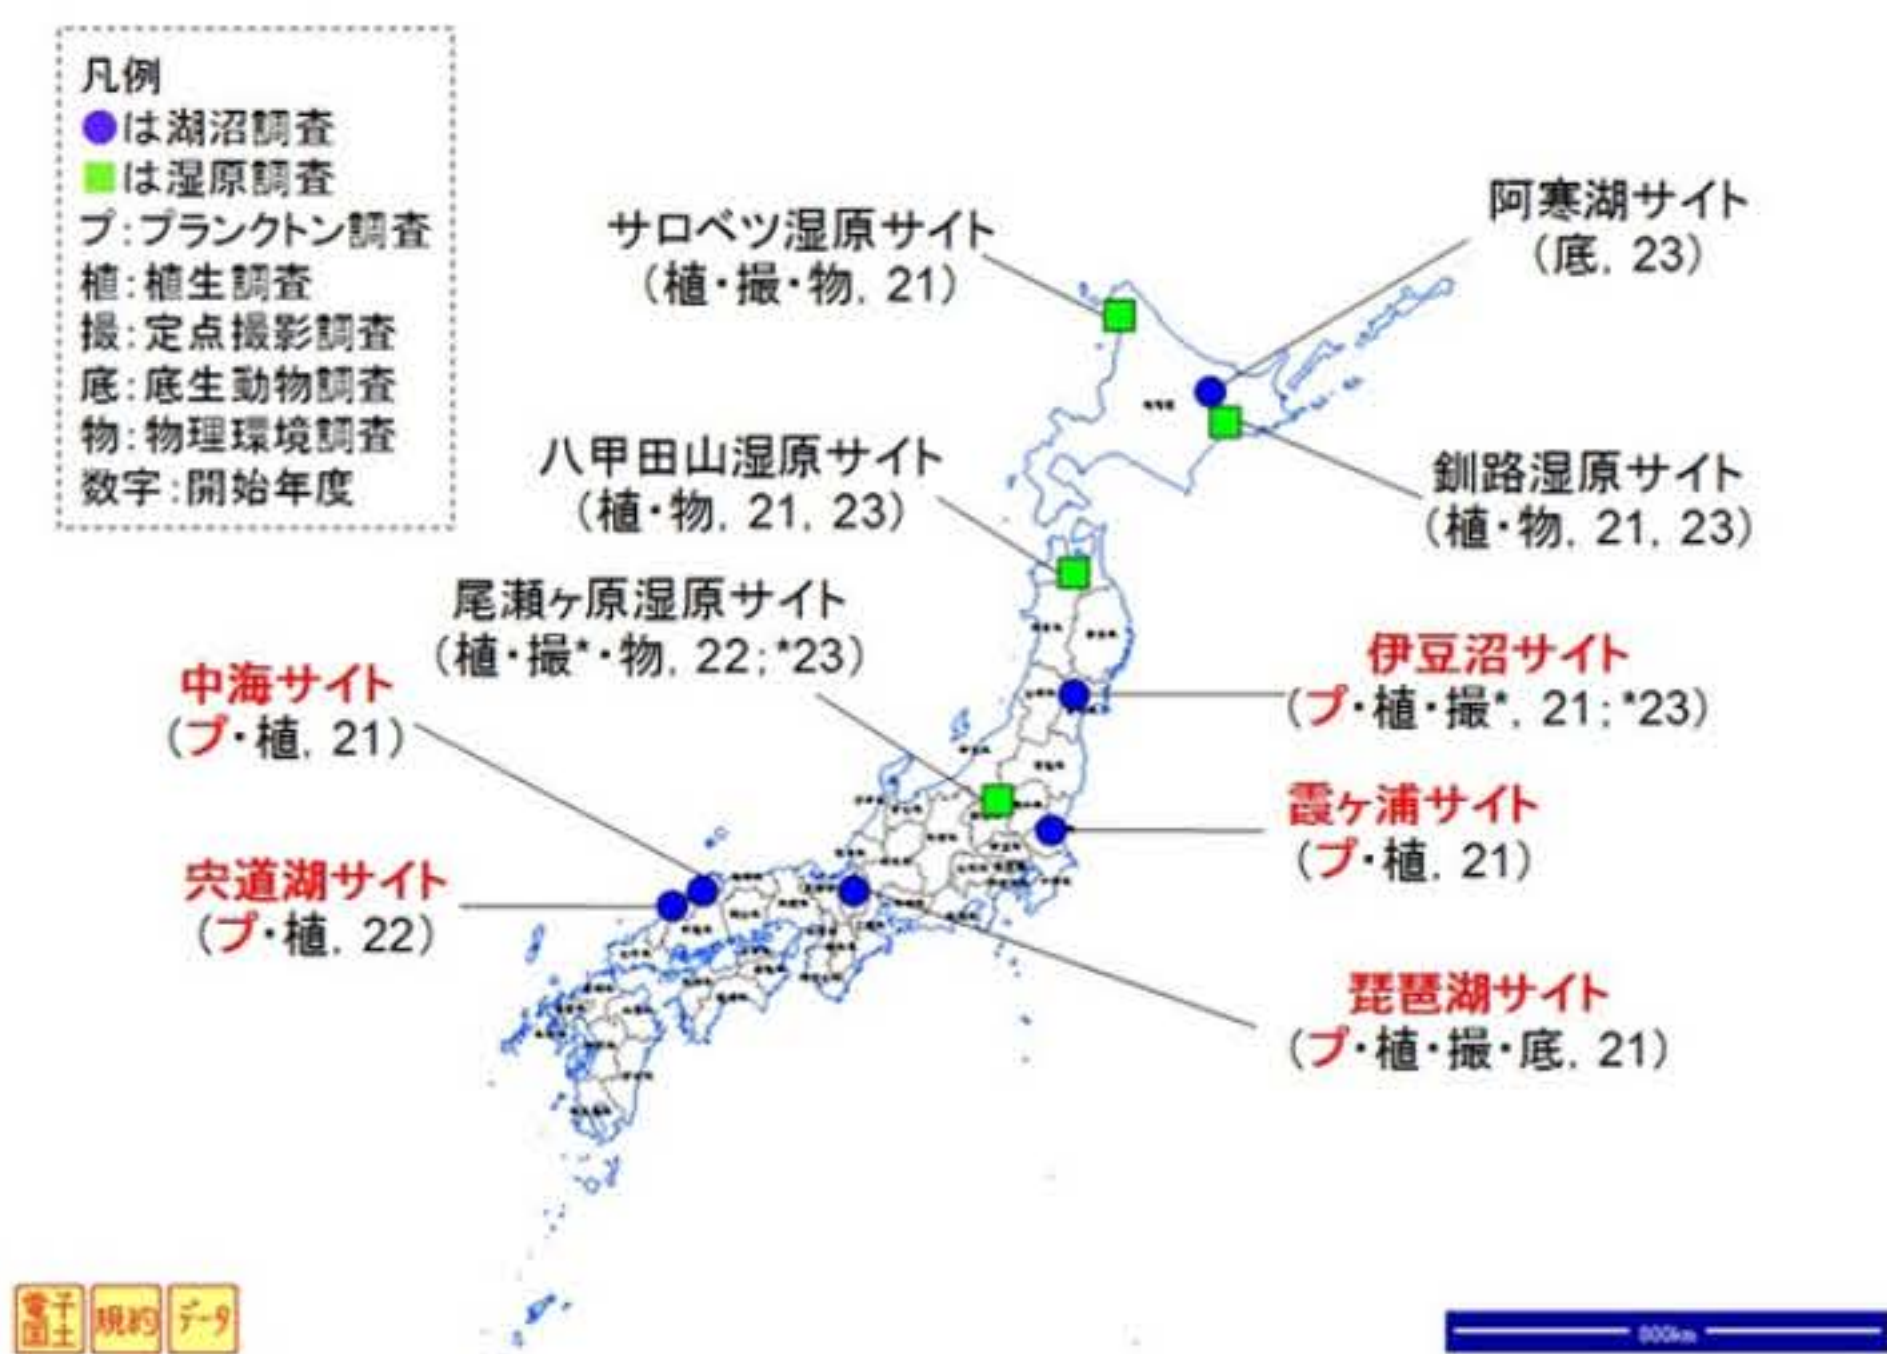 凡例
●は湖沼調査
■は湿原調査
プ:プランクトン調査
植:植生調査
撮:定点撮影調査
底:底生動物調査
物:物理環境調査
数字:開始年度
サロベツ湿原サイト
(植・撮・物, 21)
阿寒湖サイト
(底, 23)
八甲田山湿原サイト
(植・物, 21, 23)
釧路湿原サイト
(植・物, 21, 23)
尾瀬ヶ原湿原サイト
(植・撮*・物, 22;*23)
中海サイト
(プ・植, 21)
伊豆沼サイト
(プ・植・撮*, 21;*23)
霞ヶ浦サイト
(プ・植, 21)
宍道湖サイト
(プ・植, 22)
琵琶湖サイト
(プ・植・撮・底, 21)
電子国土
規約
データ
800km